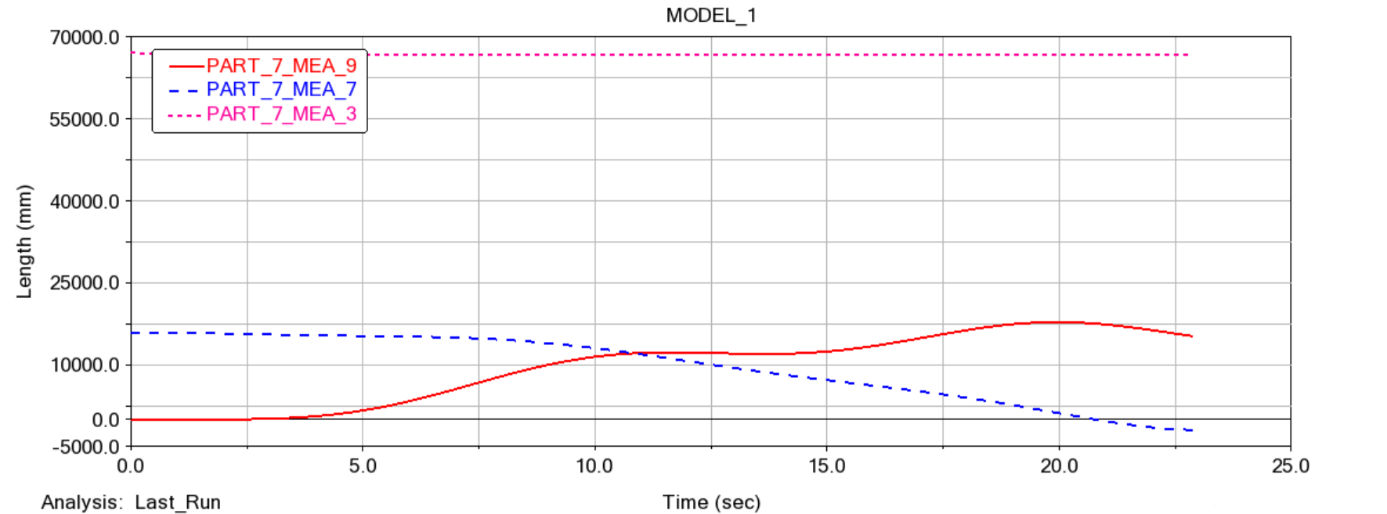 MODEL_1
70000.0
55000.0
40000.0
25000.0
10000.0
0.0
-5000.0
Length (mm)
PART_7_MEA_9
PART_7_MEA_7
PART_7_MEA_3
0.0 5.0 10.0 15.0 20.0 25.0
Analysis: Last_Run Time (sec)